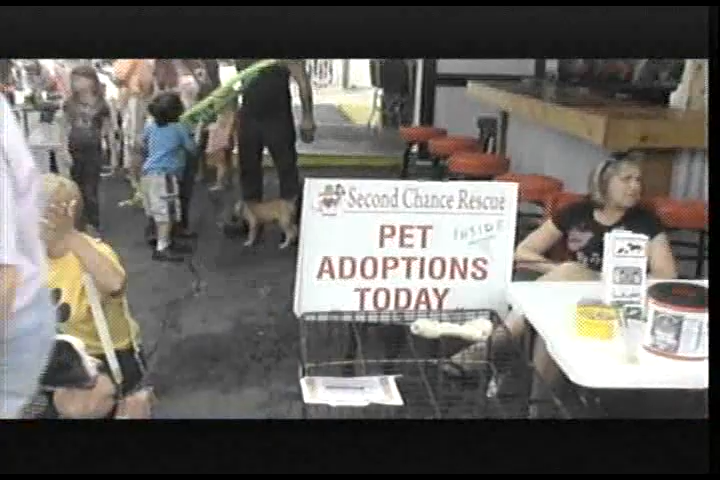 Second Chance Rescue
PET
INSIDE
ADOPTIONS
TODAY